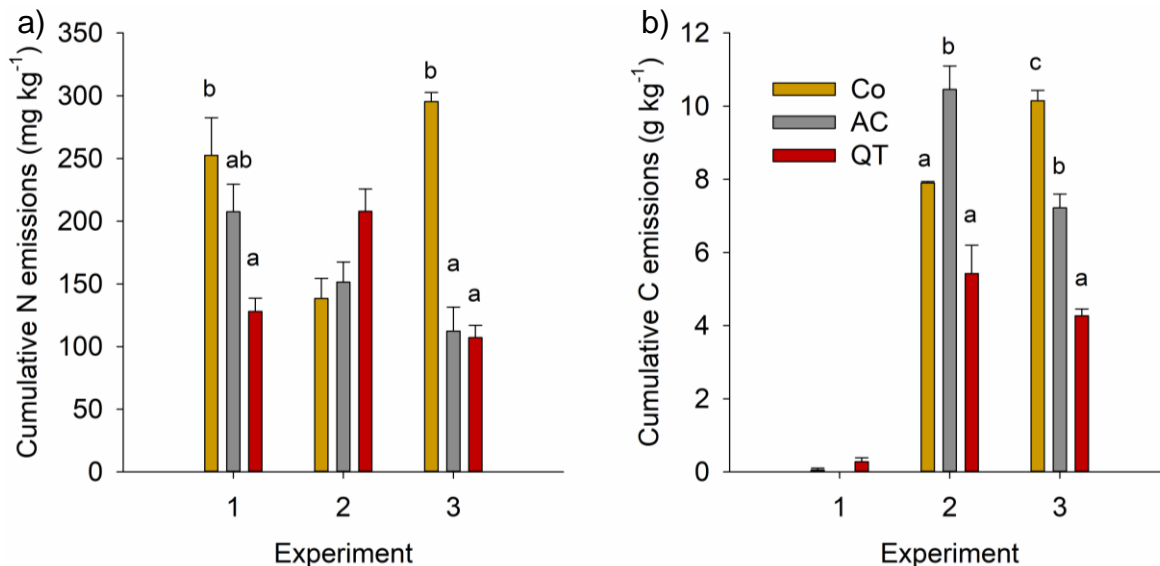 a)
Cumulative N emissions (mg kg⁻¹)
350
300
250
200
150
100
50
0
b
ab
a
b
a
a
1 2 3
Experiment
b)
Cumulative C emissions (g kg⁻¹)
12
10
8
6
4
2
0
Co
AC
QT
a
b
a
c
b
a
1 2 3
Experiment